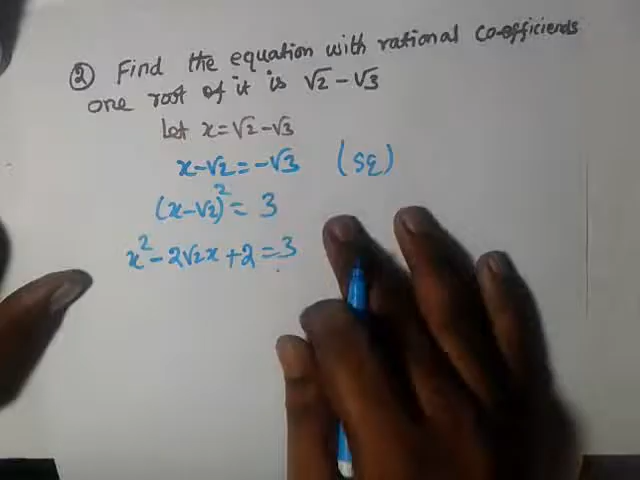 ② Find the equation with rational co-efficients
one root of it is √2 - √3
Let x = √2 - √3
x - √2 = -√3 (sq)
(x - √2)² = 3
x² - 2√2x + 2 = 3